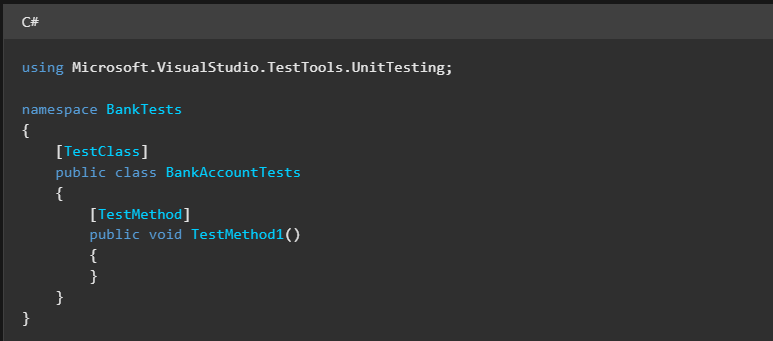 C#
using Microsoft.VisualStudio.TestTools.UnitTesting;
namespace BankTests
{
    [TestClass]
    public class BankAccountTests
    {
        [TestMethod]
        public void TestMethod1()
        {
        }
    }
}